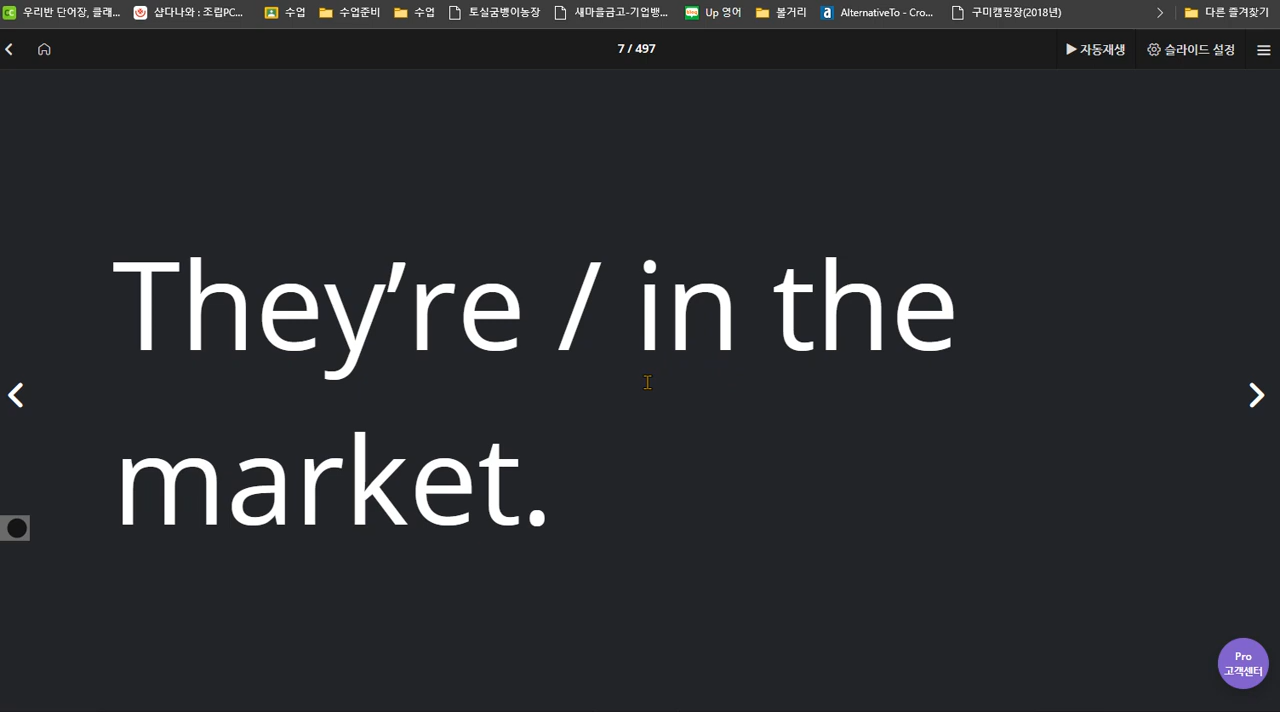 우리반 단어장, 클래... 샵다나와 : 조립PC... 수업 수업준비 수업 토실굼벵이농장 새마을금고-기업뱅... Up 영어 볼거리 AlternativeTo - Cro... 구미캠핑장(2018년) 다른 즐겨찾기
7 / 497 자동재생 슬라이드 설정
They’re / in the
market.
Pro
고객센터